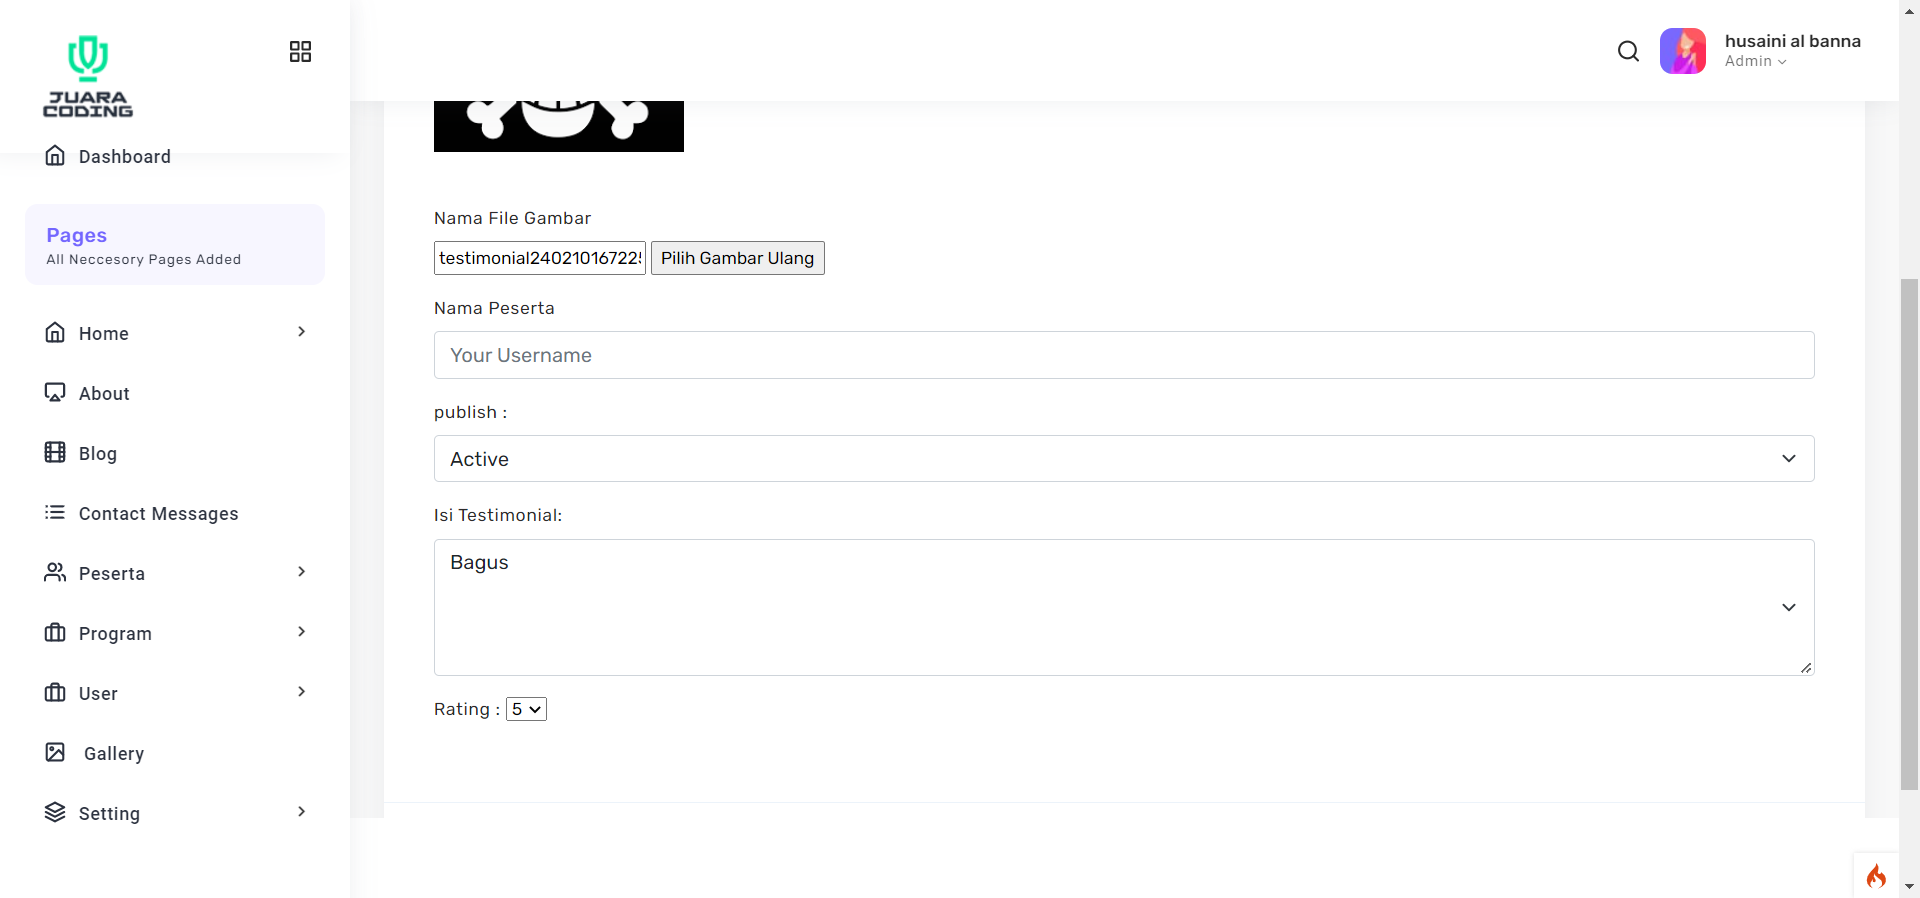 JUARA
CODING
husaini al banna
Admin
Dashboard
Pages
All Neccesory Pages Added
Home
About
Blog
Contact Messages
Peserta
Program
User
Gallery
Setting
Nama File Gambar
testimonial24021016722
Pilih Gambar Ulang
Nama Peserta
Your Username
publish :
Active
Isi Testimonial:
Bagus
Rating : 5